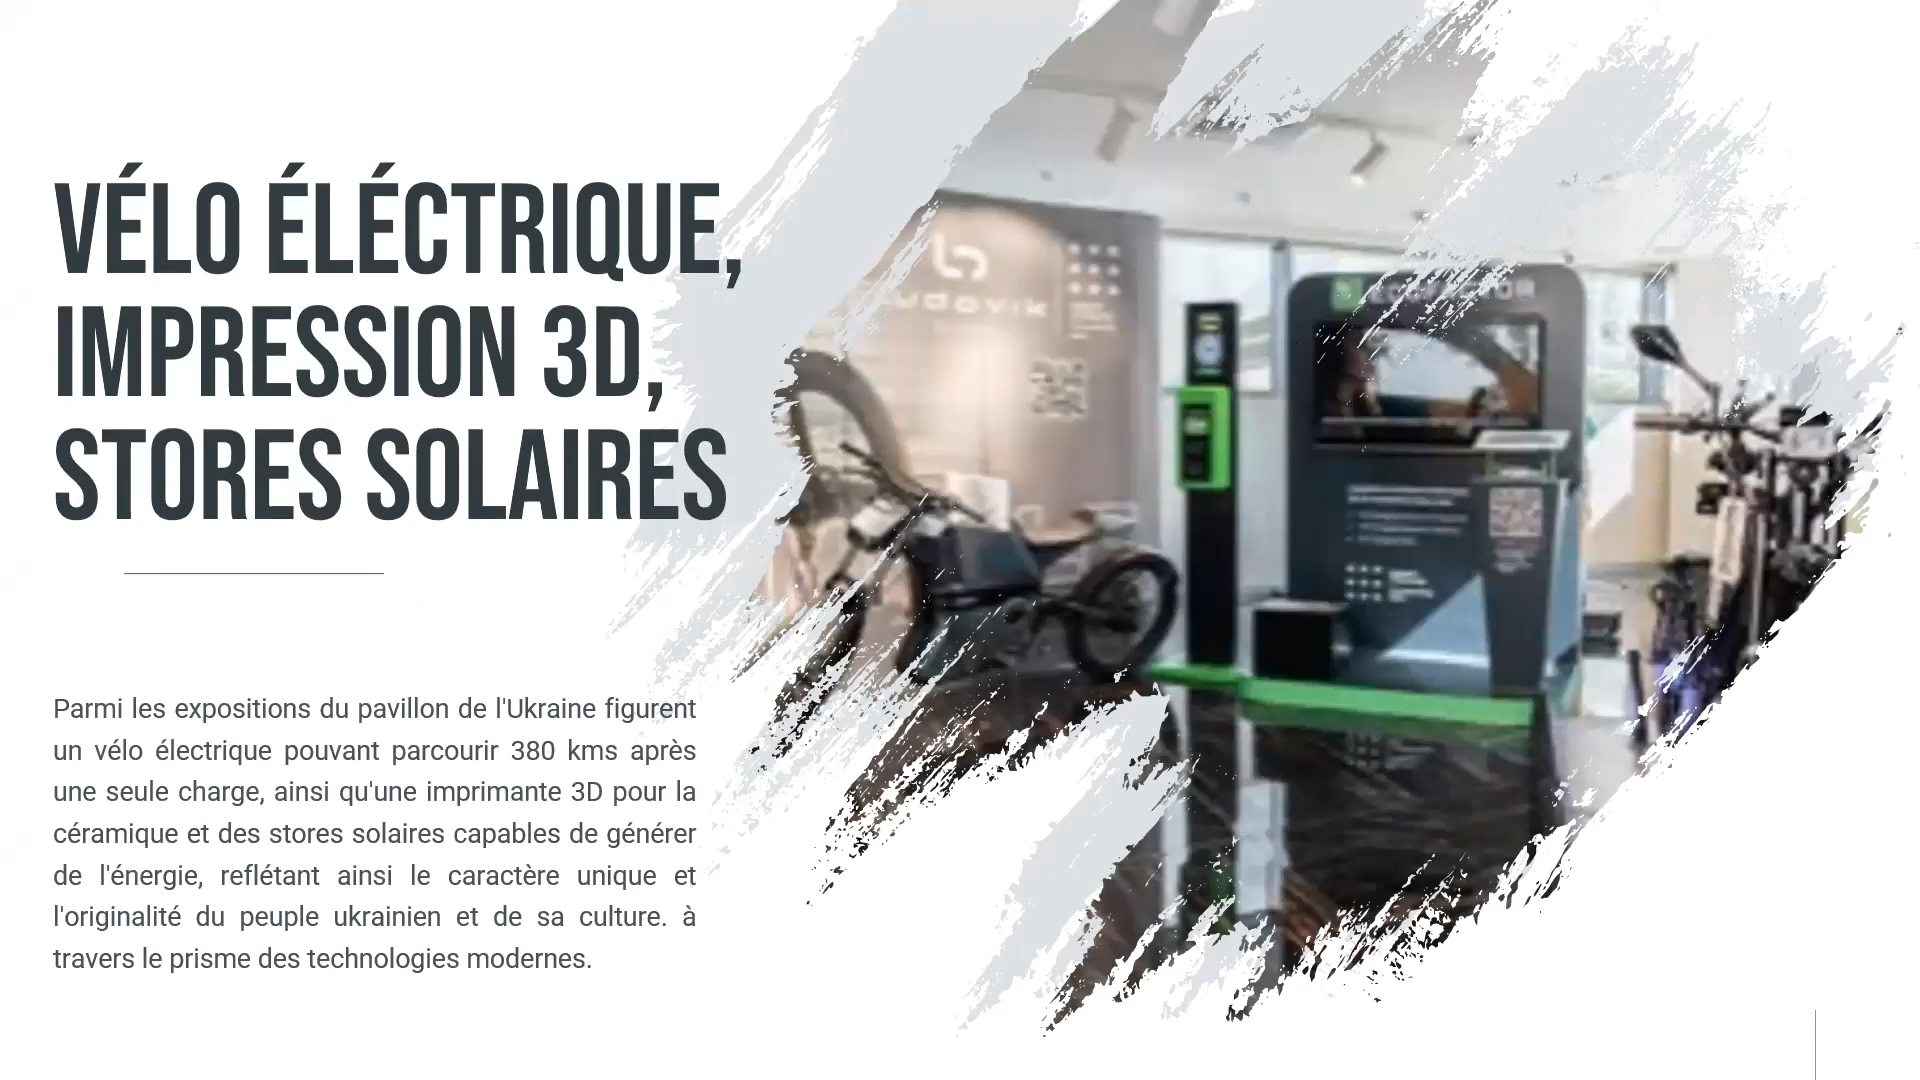 VÉLO ÉLÉCTRIQUE,
IMPRESSION 3D,
STORES SOLAIRES
Parmi les expositions du pavillon de l'Ukraine figurent
un vélo électrique pouvant parcourir 380 kms après
une seule charge, ainsi qu'une imprimante 3D pour la
céramique et des stores solaires capables de générer
de l'énergie, reflétant ainsi le caractère unique et
l'originalité du peuple ukrainien et de sa culture. à
travers le prisme des technologies modernes.